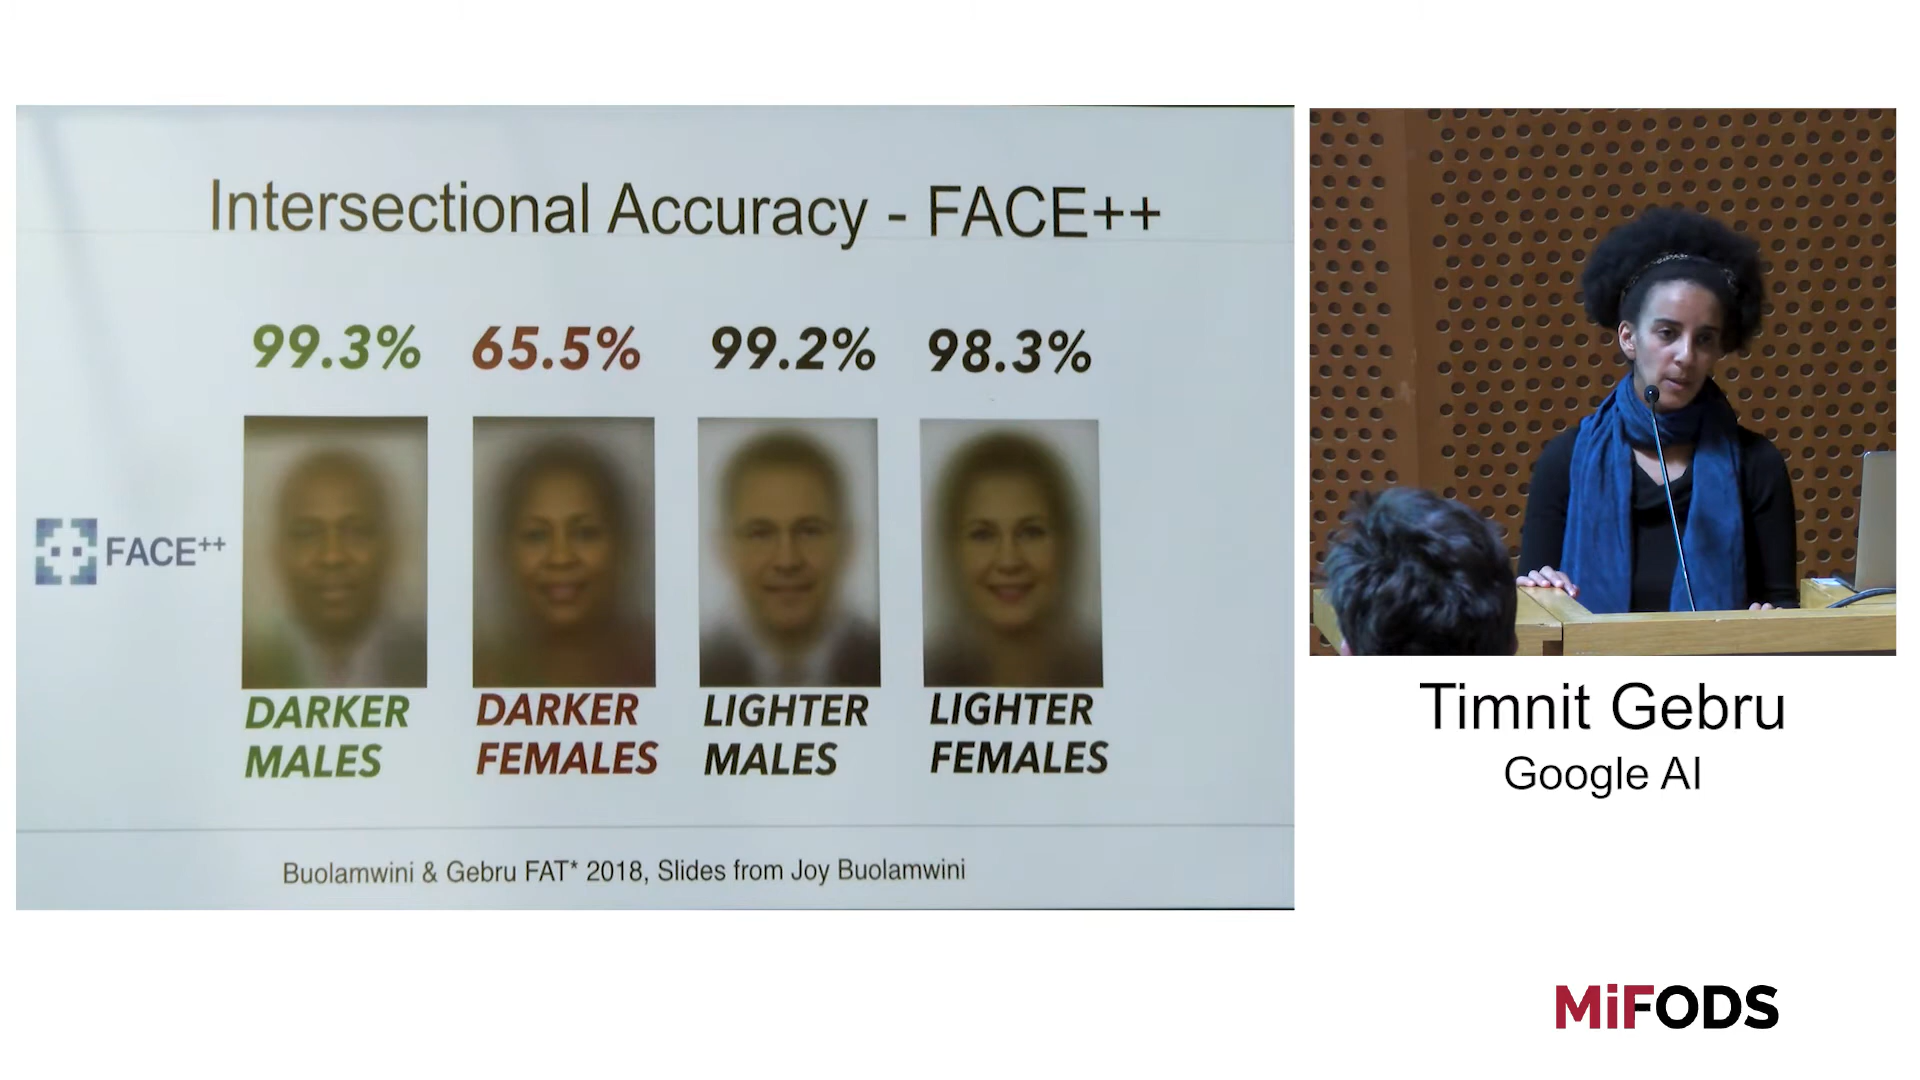 Intersectional Accuracy - FACE++
99.3% 65.5% 99.2% 98.3%
FACE++
DARKER MALES
DARKER FEMALES
LIGHTER MALES
LIGHTER FEMALES
Buolamwini & Gebru FAT* 2018, Slides from Joy Buolamwini
Timnit Gebru
Google AI
MiFODS